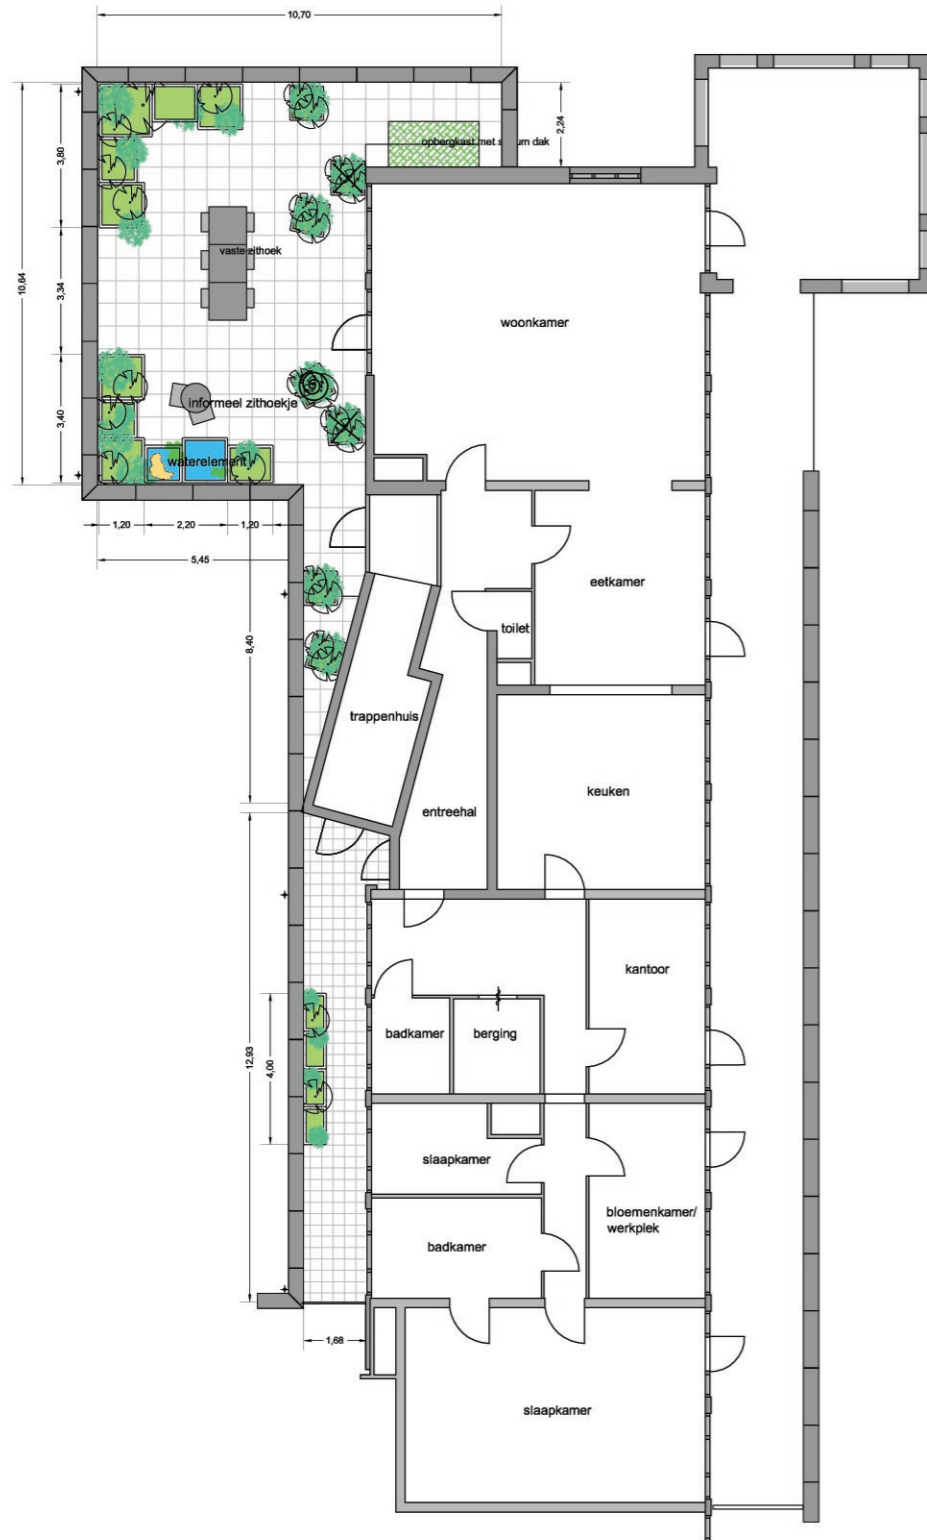 10,70
2,24
opbergkast met s
um dak
3,80
10,64
3,34
3,40
vaste zithoek
woonkamer
informeel zithoekje
waterelement
1,20
2,20
1,20
5,45
8,40
eetkamer
toilet
trappenhuis
keuken
entreehal
kantoor
badkamer
berging
12,93
4,00
slaapkamer
bloemenkamer/
werkplek
badkamer
1,68
slaapkamer